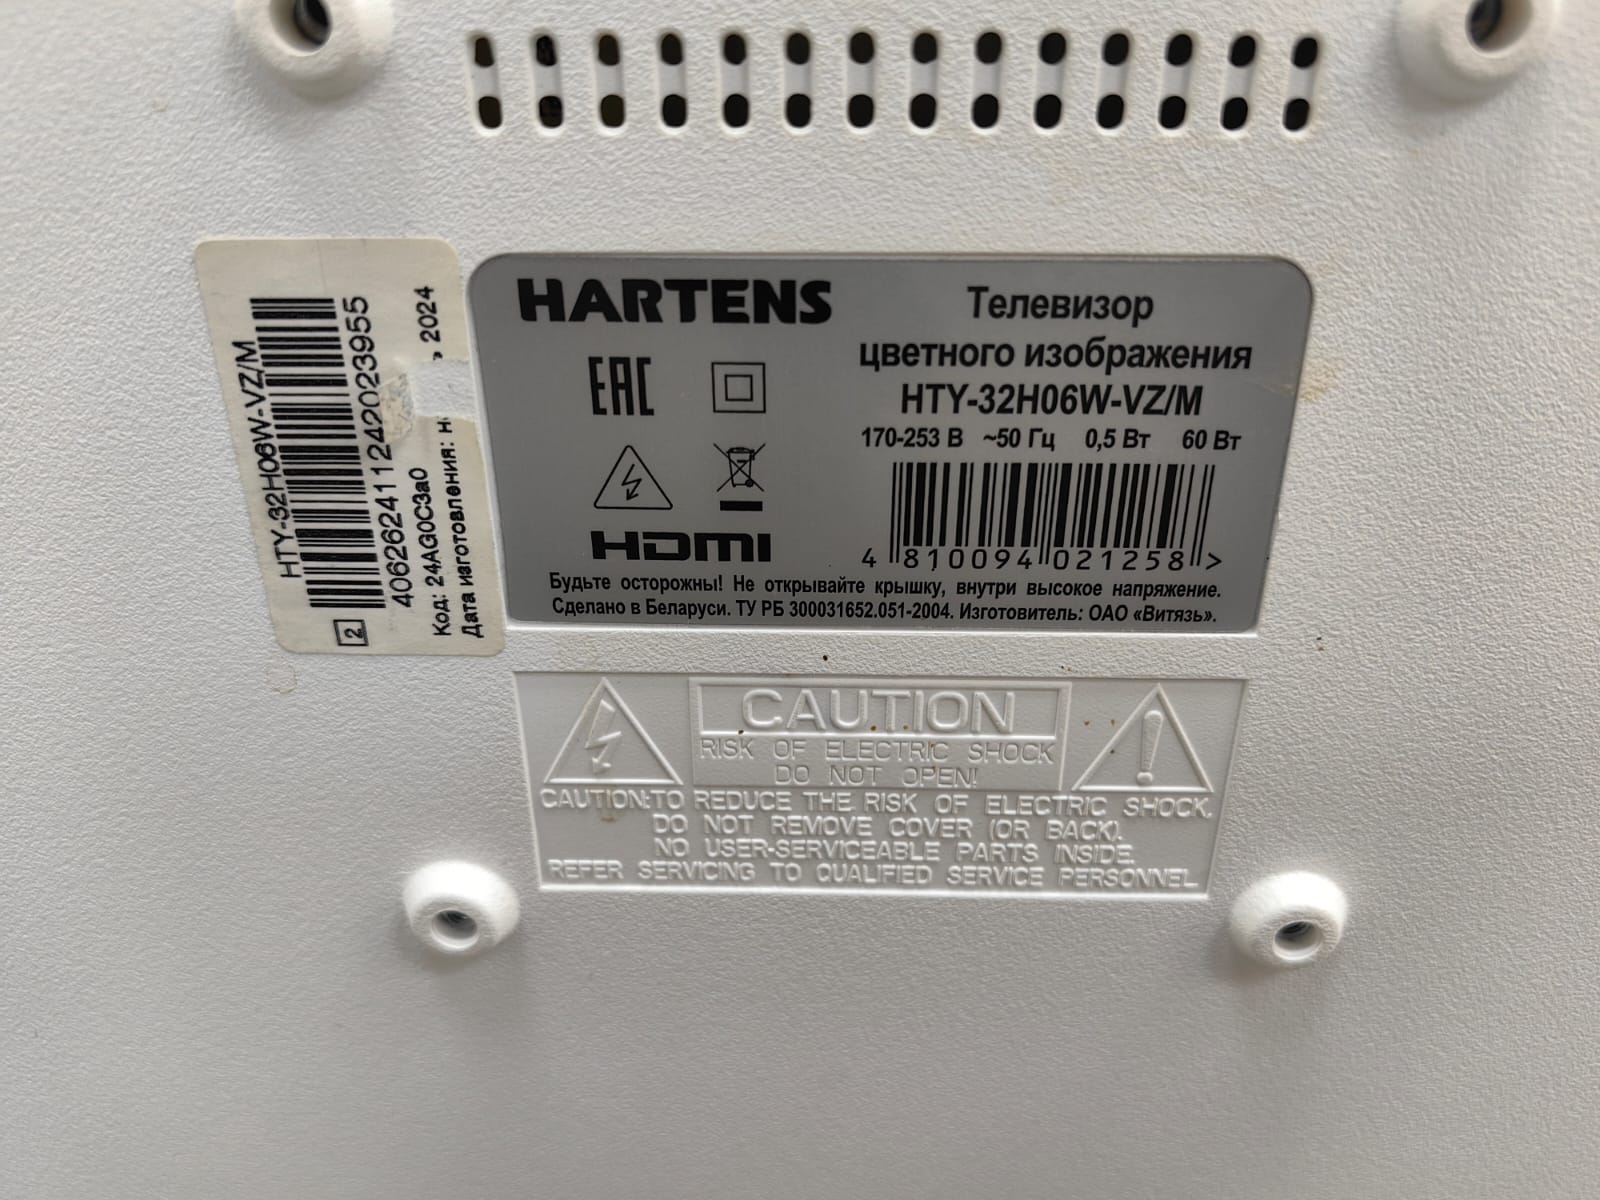 HTY-32H06W-VZ/M
4062624112420023955
Код: 24AG0C3a0
Дата изготовления: 2024
2
HARTENS
Телевизор
цветного изображения
HTY-32H06W-VZ/M
170-253 В ~50 Гц 0,5 Вт 60 Вт
EAC
HDMI
4 810094 021258 >
Будьте осторожны! Не открывайте крышку, внутри высокое напряжение.
Сделано в Беларуси. ТУ РБ 300031652.051-2004. Изготовитель: ОАО «Витязь».
CAUTION
RISK OF ELECTRIC SHOCK
DO NOT OPEN!
CAUTION:TO REDUCE THE RISK OF ELECTRIC SHOCK,
DO NOT REMOVE COVER (OR BACK).
NO USER-SERVICEABLE PARTS INSIDE.
REFER SERVICING TO QUALIFIED SERVICE PERSONNEL